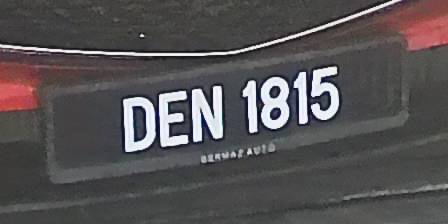 DEN 1815
BERMAZ AUTO